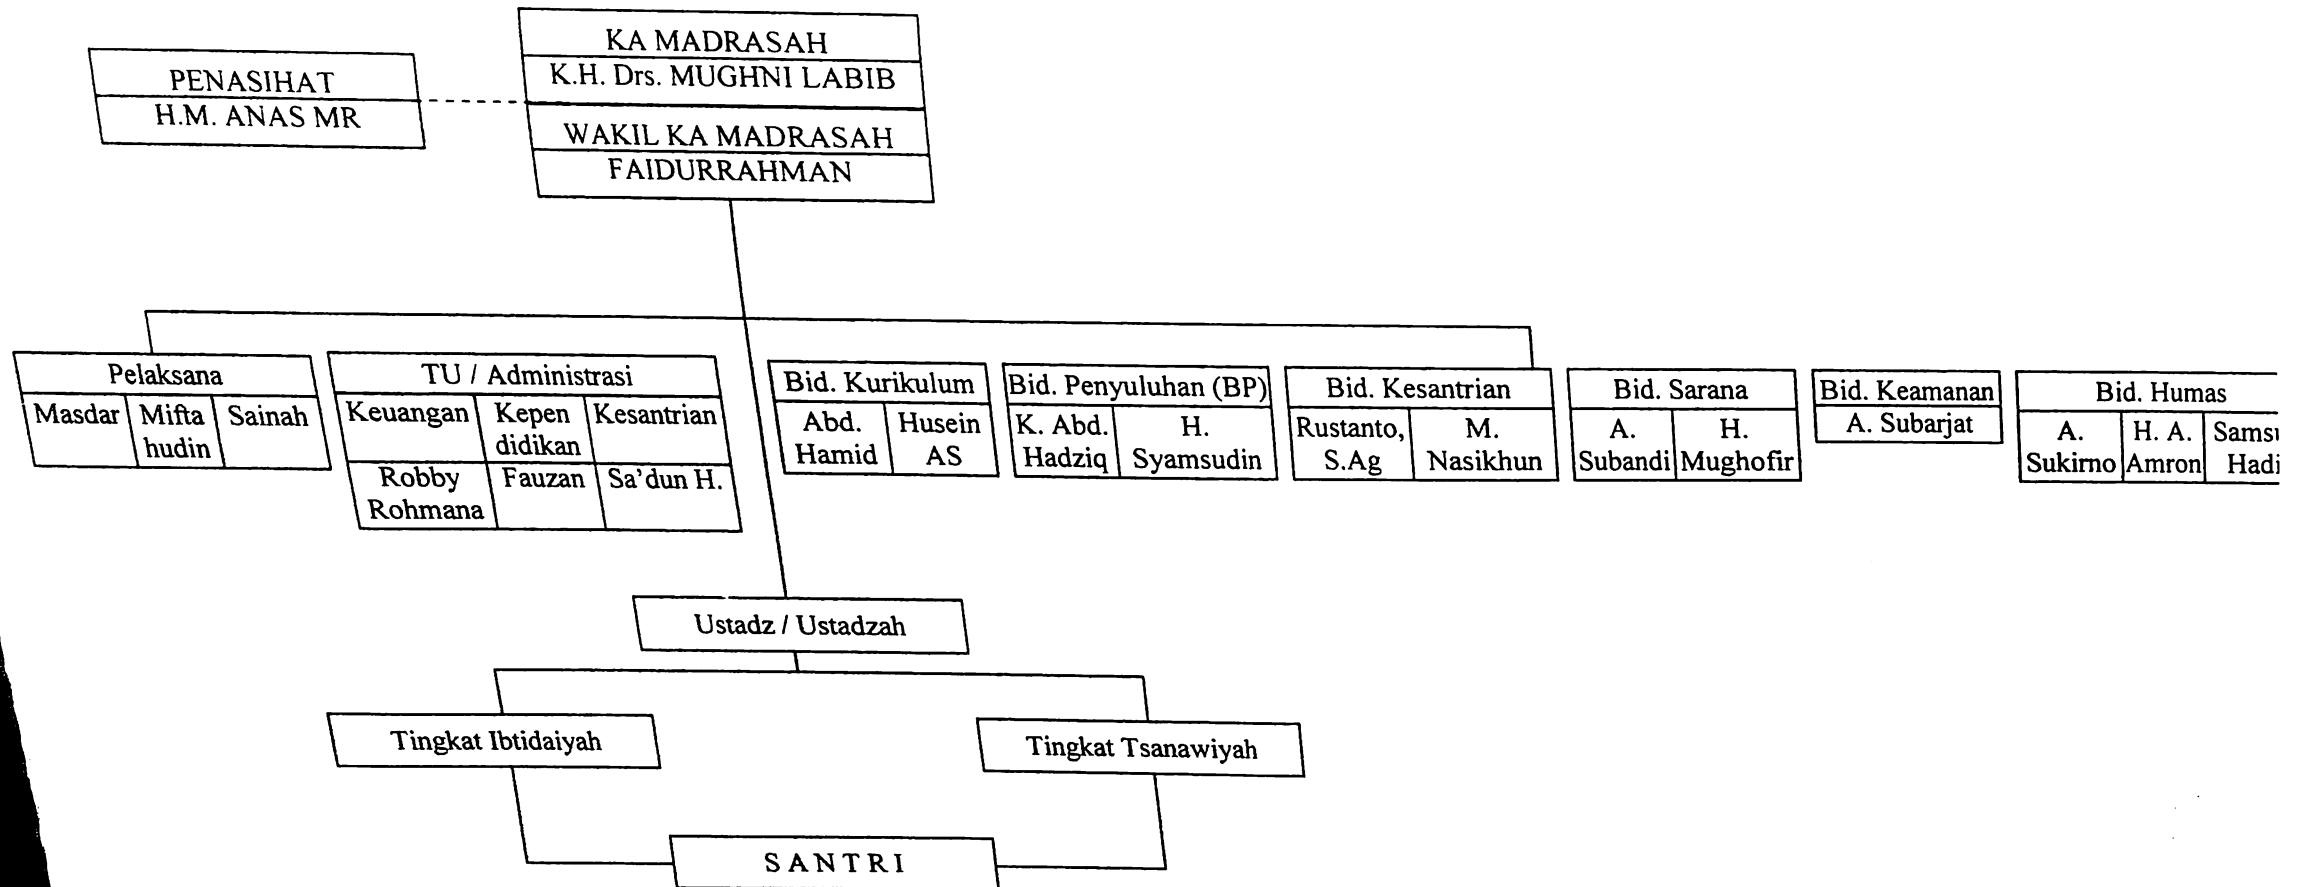 KA MADRASAH
K.H. Drs. MUGHNI LABIB
PENASIHAT
H.M. ANAS MR
WAKIL KA MADRASAH
FAIDURRAHMAN
Pelaksana
Masdar
Mifta
hudin
Sainah
TU / Administrasi
Keuangan
Kepen
didikan
Kesantrian
Robby
Rohmana
Fauzan
Sa'dun H.
Bid. Kurikulum
Abd.
Hamid
Husein
AS
Bid. Penyuluhan (BP)
K. Abd.
Hadziq
H.
Syamsudin
Bid. Kesantrian
Rustanto,
S.Ag
M.
Nasikhun
Bid. Sarana
A.
Subandi
H.
Mughofir
Bid. Keamanan
A. Subarjat
Bid. Humas
A.
Sukirno
H. A.
Amron
Hadi
Ustadz / Ustadzah
Tingkat Ibtidaiyah
Tingkat Tsanawiyah
S A N T R I